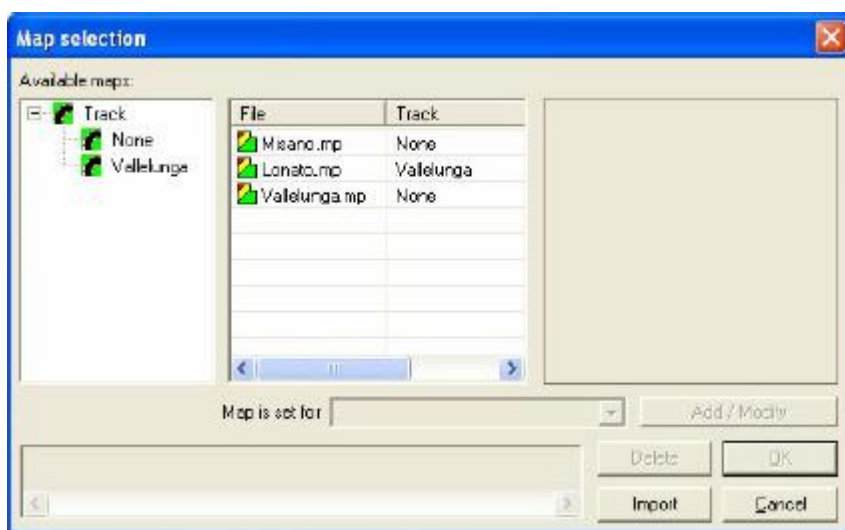 Map selection
Available maps:
Track
None
Vallelunga
File Track
Misano.mp None
Lonato.mp Vallelunga
Vallelunga.mp None
Map is set for
Add / Modify
Delete OK
Import Cancel